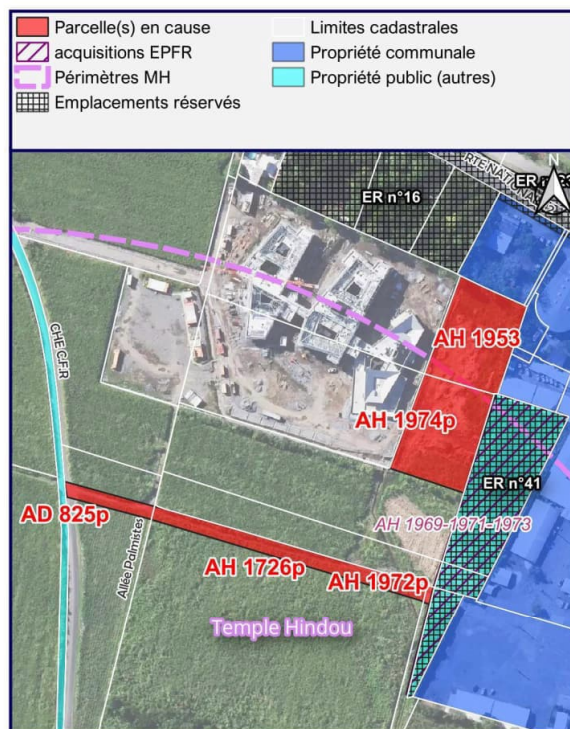 Parcelle(s) en cause
acquisitions EPFR
Périmètres MH
Emplacements réservés
Limites cadastrales
Propriété communale
Propriété public (autres)
N
RTE NATIONAL
ER n°16
AH 1953
CHE C.F.R
AH 1974p
ER n°41
AH 1969-1971-1973
AD 825p
Allée Palmistes
AH 1726p
AH 1972p
Temple Hindou